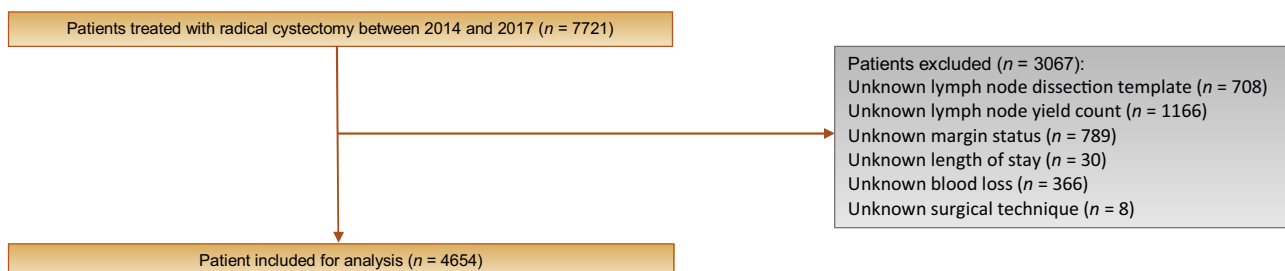 Patients treated with radical cystectomy between 2014 and 2017 (n = 7721)
Patients excluded (n = 3067):
Unknown lymph node dissection template (n = 708)
Unknown lymph node yield count (n = 1166)
Unknown margin status (n = 789)
Unknown length of stay (n = 30)
Unknown blood loss (n = 366)
Unknown surgical technique (n = 8)
Patient included for analysis (n = 4654)